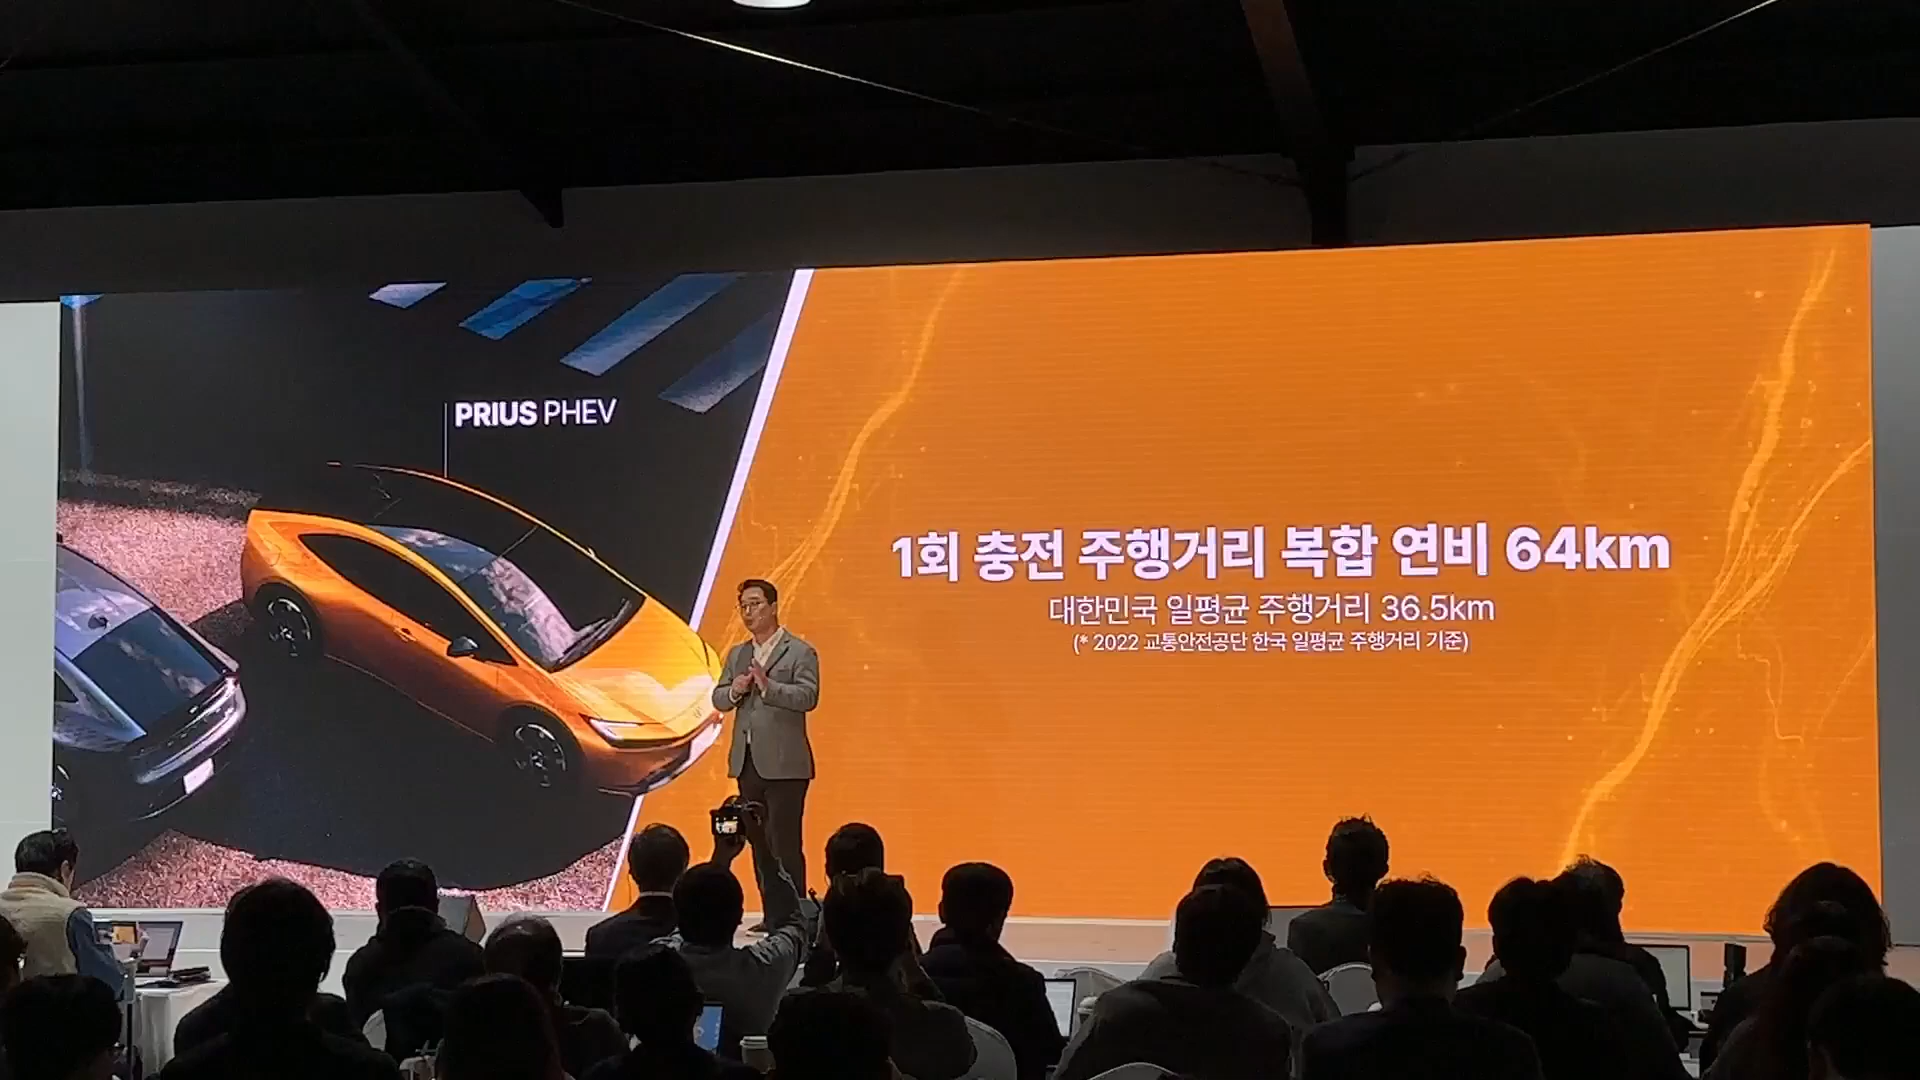 PRIUS PHEV
1회 충전 주행거리 복합 연비 64km
대한민국 일평균 주행거리 36.5km
(* 2022 교통안전공단 한국 일평균 주행거리 기준)